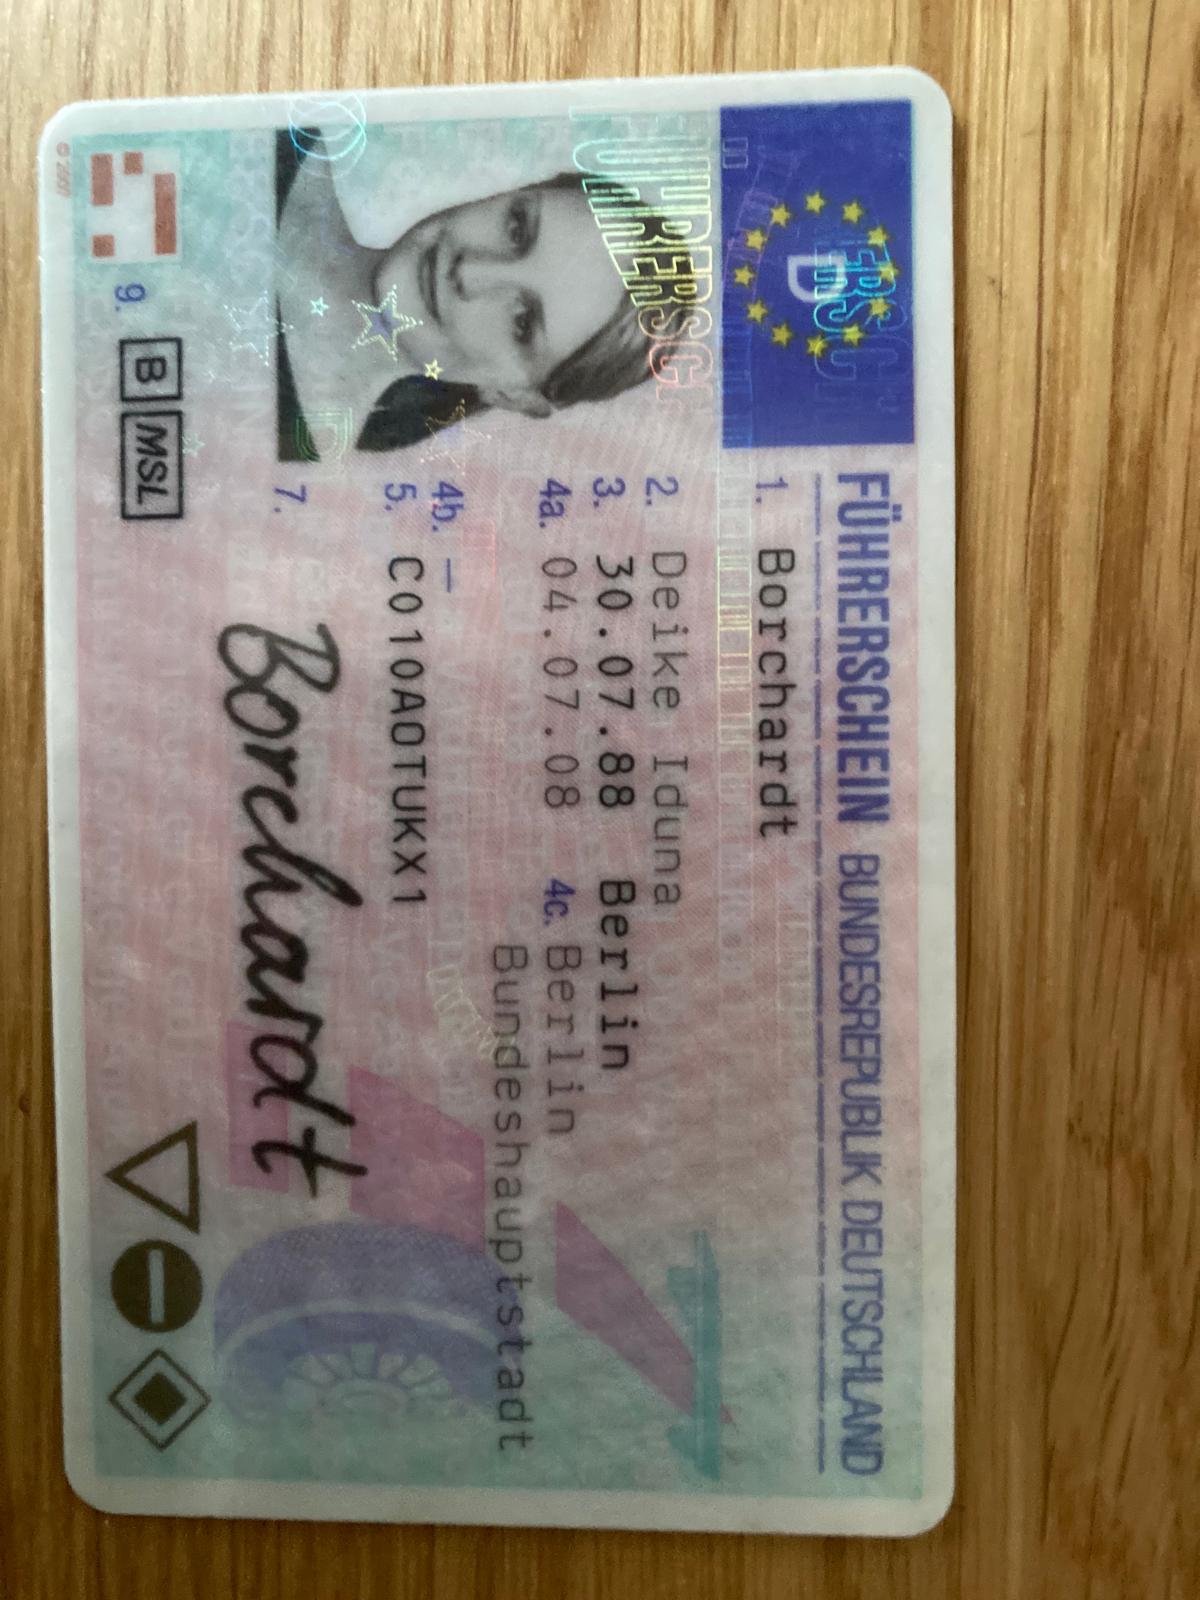 FÜHRERSCHEIN BUNDESREPUBLIK DEUTSCHLAND
D
1. Borchardt
2. Deike Iduna
3. 30.07.88 Berlin
4a. 04.07.08 4c. Berlin
Bundeshauptstadt
4b. —
5. C010A0TUKX1
7. Borchardt
9. B MSL
© 2007
FÜHRERSCH